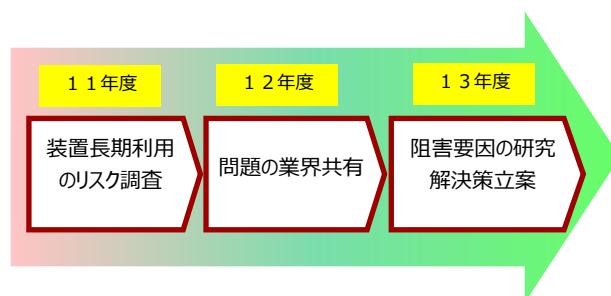 １１年度
１２年度
１３年度
装置長期利用
のリスク調査
問題の業界共有
阻害要因の研究
解決策立案